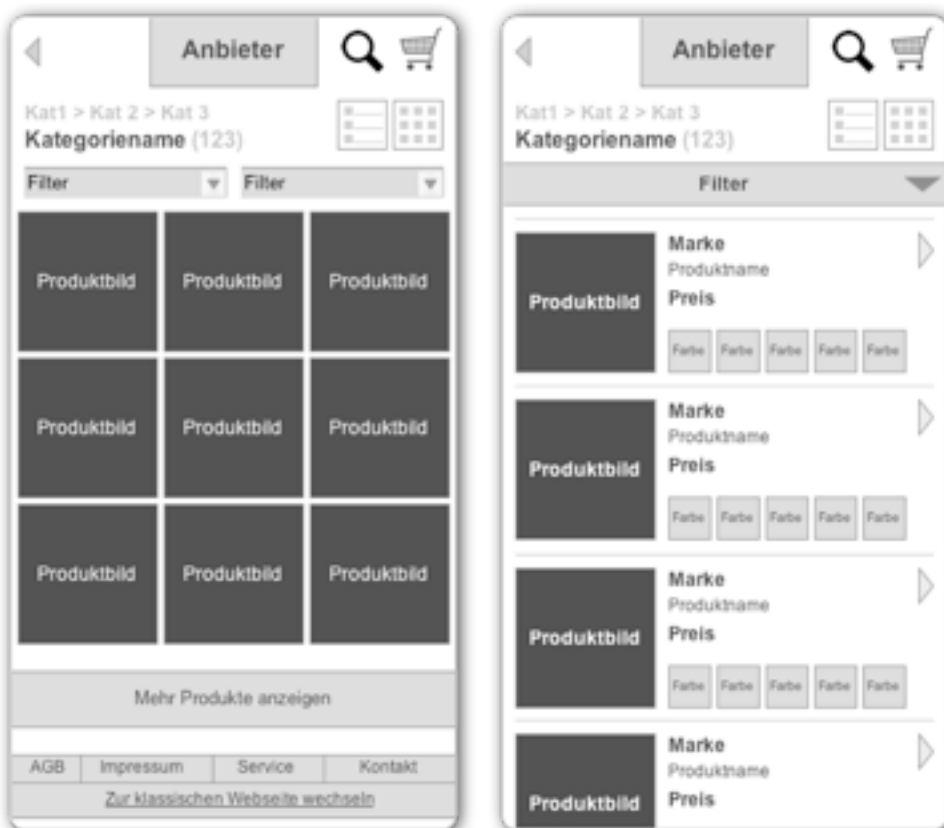 Anbieter
Kat1 > Kat 2 > Kat 3
Kategoriename (123)
Filter Filter
Produktbild Produktbild Produktbild
Produktbild Produktbild Produktbild
Produktbild Produktbild Produktbild
Mehr Produkte anzeigen
AGB Impressum Service Kontakt
Zur klassischen Webseite wechseln
Anbieter
Kat1 > Kat 2 > Kat 3
Kategoriename (123)
Filter
Produktbild
Marke
Produktname
Preis
Farbe Farbe Farbe Farbe Farbe
Produktbild
Marke
Produktname
Preis
Farbe Farbe Farbe Farbe Farbe
Produktbild
Marke
Produktname
Preis
Farbe Farbe Farbe Farbe Farbe
Produktbild
Marke
Produktname
Preis